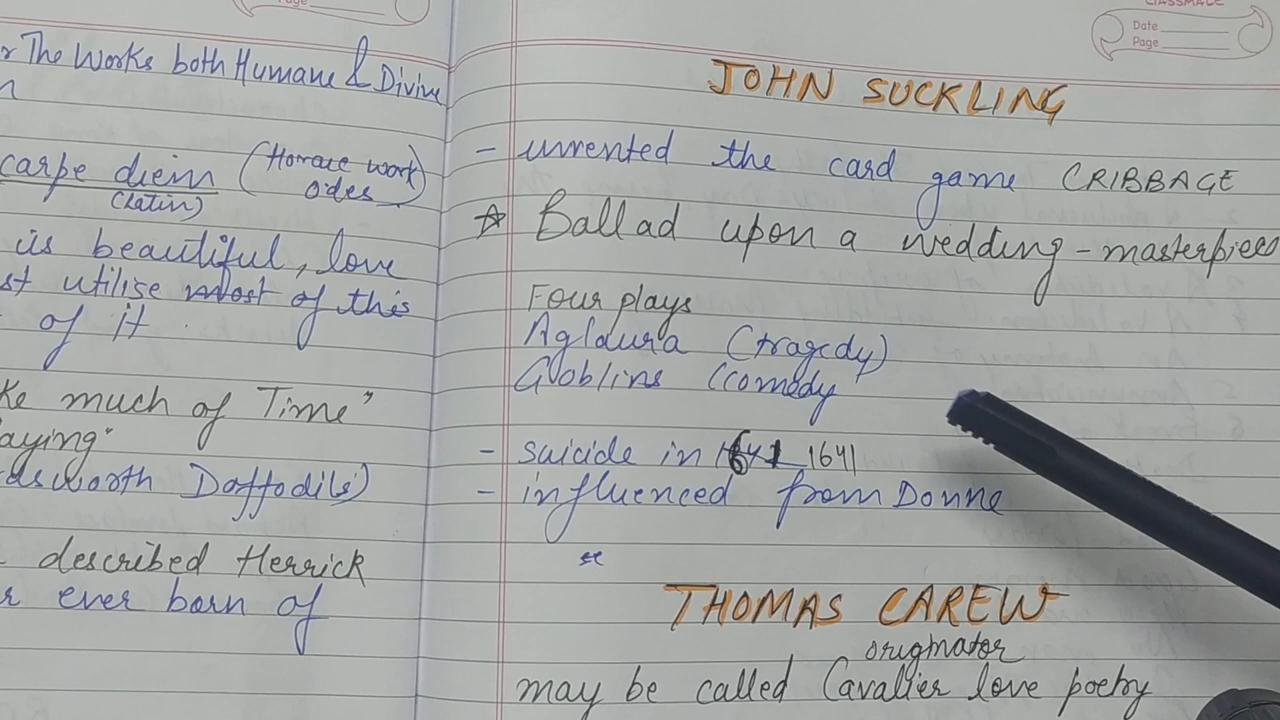 Page
r The Works both Humane & Divine
n
carpe diem (Horace work)
(Latin) odes
is beautiful, love
st utilise most of this
of it
ke much of Time"
aying"
dsworth Daffodils)
described Herrick
r ever born of
CLASSMATE
Date
Page
JOHN SUCKLING
- invented the card game CRIBBAGE
☆ Ballad upon a wedding - masterpiece
Four plays
Aglaura (tragedy)
Goblins (comedy
- suicide in 1641 1641
- influenced from Donne
THOMAS CAREW
originator
may be called Cavalier love poetry